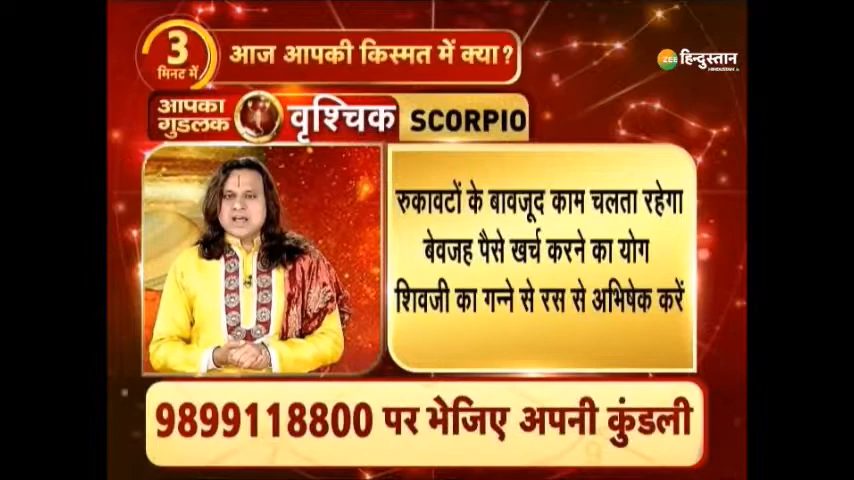 3
मिनट में
आज आपकी किस्मत में क्या?
ZEE हिन्दुस्तान
आपका
गुडलक
वृश्चिक
SCORPIO
रुकावटों के बावजूद काम चलता रहेगा
बेवजह पैसे खर्च करने का योग
शिवजी का गन्ने से रस से अभिषेक करें
9899118800 पर भेजिए अपनी कुंडली